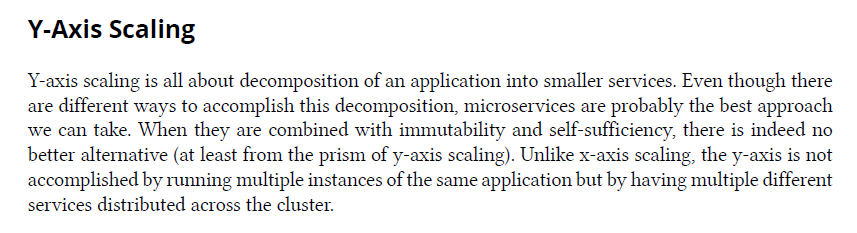 Y-Axis Scaling
Y-axis scaling is all about decomposition of an application into smaller services. Even though there
are different ways to accomplish this decomposition, microservices are probably the best approach
we can take. When they are combined with immutability and self-sufficiency, there is indeed no
better alternative (at least from the prism of y-axis scaling). Unlike x-axis scaling, the y-axis is not
accomplished by running multiple instances of the same application but by having multiple different
services distributed across the cluster.